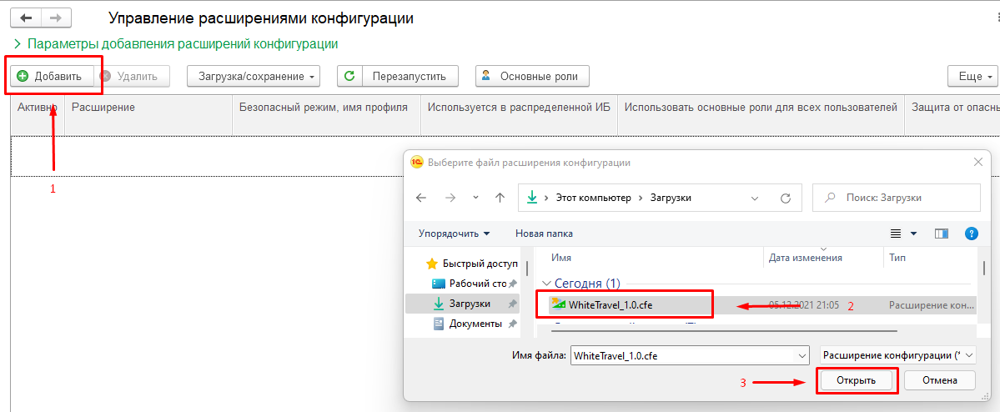 Управление расширениями конфигурации
Параметры добавления расширений конфигурации
Добавить Удалить Загрузка/сохранение Перезапустить Основные роли Еще
Активно Расширение Безопасный режим, имя профиля Используется в распределенной ИБ Использовать основные роли для всех пользователей Защита от опасн
1
1С Выберите файл расширения конфигурации
Этот компьютер Загрузки Поиск: Загрузки
Упорядочить Новая папка ?
Быстрый доступ Имя Дата изменения Тип
Рабочий сто Сегодня (1)
Загрузки WhiteTravel_1.0.cfe 05.12.2021 21:05 Расширение кон... 2
Документы
Имя файла: WhiteTravel_1.0.cfe Расширение конфигурации (*
3 Открыть Отмена